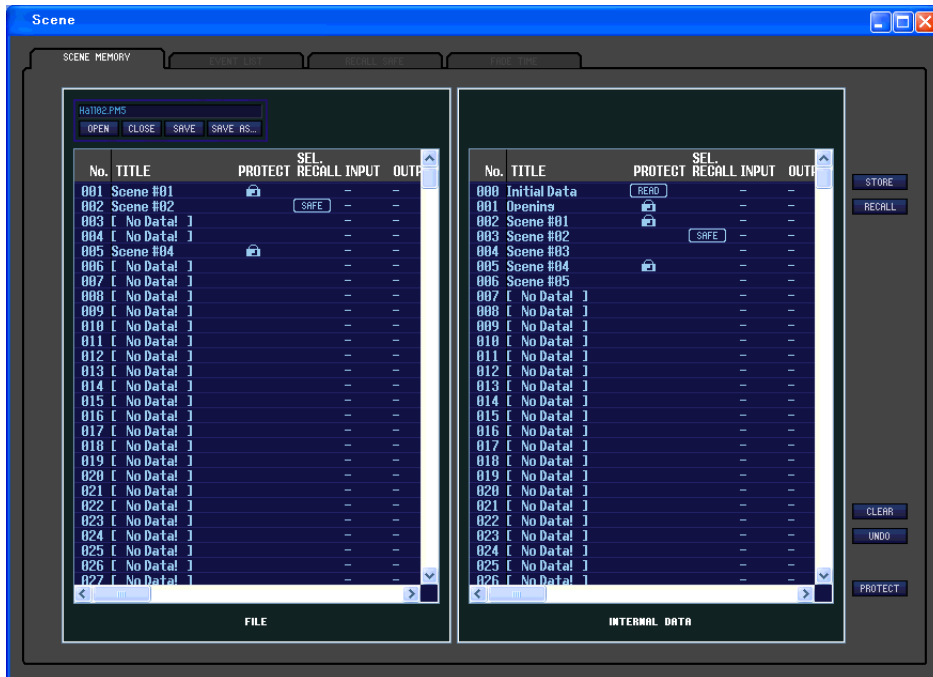 Scene
SCENE MEMORY
EVENT LIST
RECALL SAFE
FADE TIME
Hall02.PM5
OPEN CLOSE SAVE SAVE AS...
No. TITLE PROTECT SEL. RECALL INPUT OUTP
001 Scene #01 - -
002 Scene #02 SAFE - -
003 [ No Data! ] - -
004 [ No Data! ] - -
005 Scene #04 - -
006 [ No Data! ] - -
007 [ No Data! ] - -
008 [ No Data! ] - -
009 [ No Data! ] - -
010 [ No Data! ] - -
011 [ No Data! ] - -
012 [ No Data! ] - -
013 [ No Data! ] - -
014 [ No Data! ] - -
015 [ No Data! ] - -
016 [ No Data! ] - -
017 [ No Data! ] - -
018 [ No Data! ] - -
019 [ No Data! ] - -
020 [ No Data! ] - -
021 [ No Data! ] - -
022 [ No Data! ] - -
023 [ No Data! ] - -
024 [ No Data! ] - -
025 [ No Data! ] - -
026 [ No Data! ] - -
027 [ No Data! ] - -
FILE
No. TITLE PROTECT SEL. RECALL INPUT OUTP
000 Initial Data READ - -
001 Opening - -
002 Scene #01 - -
003 Scene #02 SAFE - -
004 Scene #03 - -
005 Scene #04 - -
006 Scene #05 - -
007 [ No Data! ] - -
008 [ No Data! ] - -
009 [ No Data! ] - -
010 [ No Data! ] - -
011 [ No Data! ] - -
012 [ No Data! ] - -
013 [ No Data! ] - -
014 [ No Data! ] - -
015 [ No Data! ] - -
016 [ No Data! ] - -
017 [ No Data! ] - -
018 [ No Data! ] - -
019 [ No Data! ] - -
020 [ No Data! ] - -
021 [ No Data! ] - -
022 [ No Data! ] - -
023 [ No Data! ] - -
024 [ No Data! ] - -
025 [ No Data! ] - -
026 [ No Data! ] - -
INTERNAL DATA
STORE
RECALL
CLEAR
UNDO
PROTECT